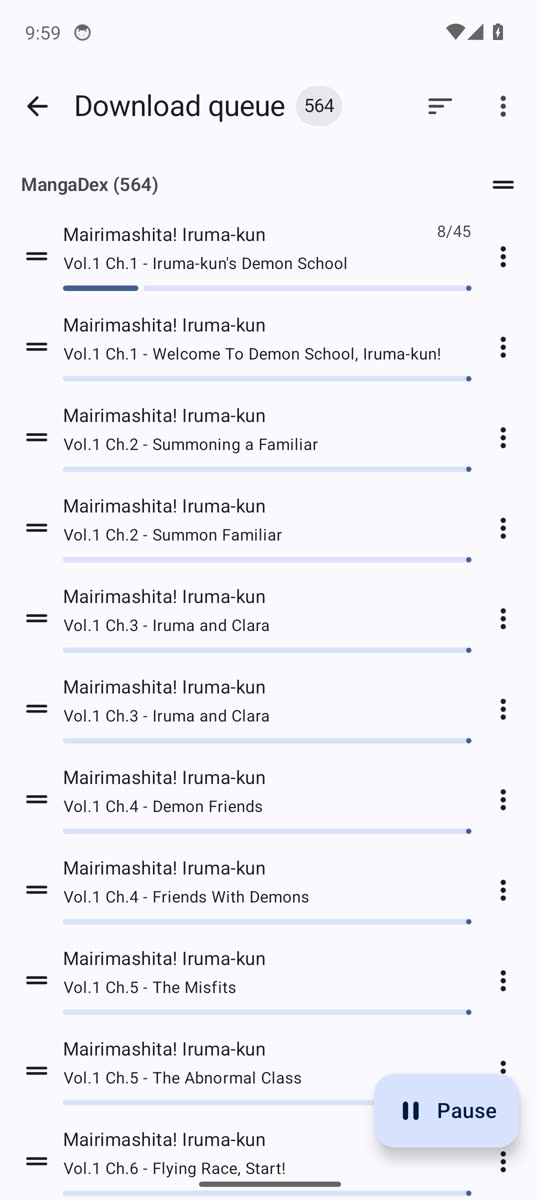 9:59
Download queue 564
MangaDex (564)
Mairimashita! Iruma-kun 8/45
Vol.1 Ch.1 - Iruma-kun's Demon School
Mairimashita! Iruma-kun
Vol.1 Ch.1 - Welcome To Demon School, Iruma-kun!
Mairimashita! Iruma-kun
Vol.1 Ch.2 - Summoning a Familiar
Mairimashita! Iruma-kun
Vol.1 Ch.2 - Summon Familiar
Mairimashita! Iruma-kun
Vol.1 Ch.3 - Iruma and Clara
Mairimashita! Iruma-kun
Vol.1 Ch.3 - Iruma and Clara
Mairimashita! Iruma-kun
Vol.1 Ch.4 - Demon Friends
Mairimashita! Iruma-kun
Vol.1 Ch.4 - Friends With Demons
Mairimashita! Iruma-kun
Vol.1 Ch.5 - The Misfits
Mairimashita! Iruma-kun
Vol.1 Ch.5 - The Abnormal Class
Pause
Mairimashita! Iruma-kun
Vol.1 Ch.6 - Flying Race, Start!